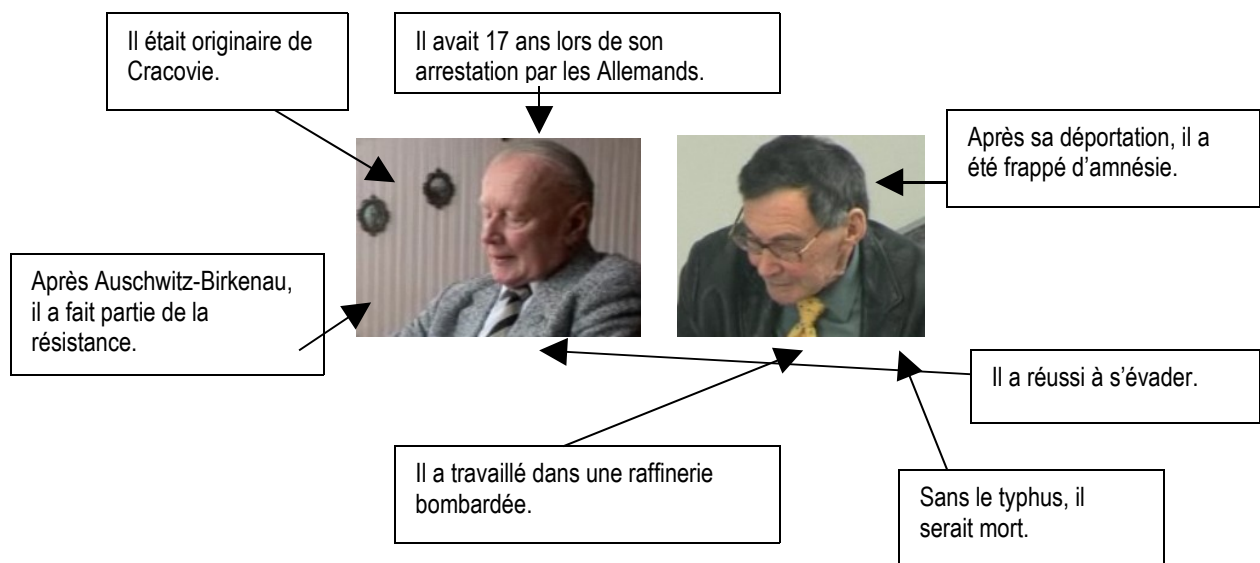 Il était originaire de
Cracovie.
Il avait 17 ans lors de son
arrestation par les Allemands.
Après sa déportation, il a
été frappé d’amnésie.
Après Auschwitz-Birkenau,
il a fait partie de la
résistance.
Il a réussi à s’évader.
Il a travaillé dans une raffinerie
bombardée.
Sans le typhus, il
serait mort.